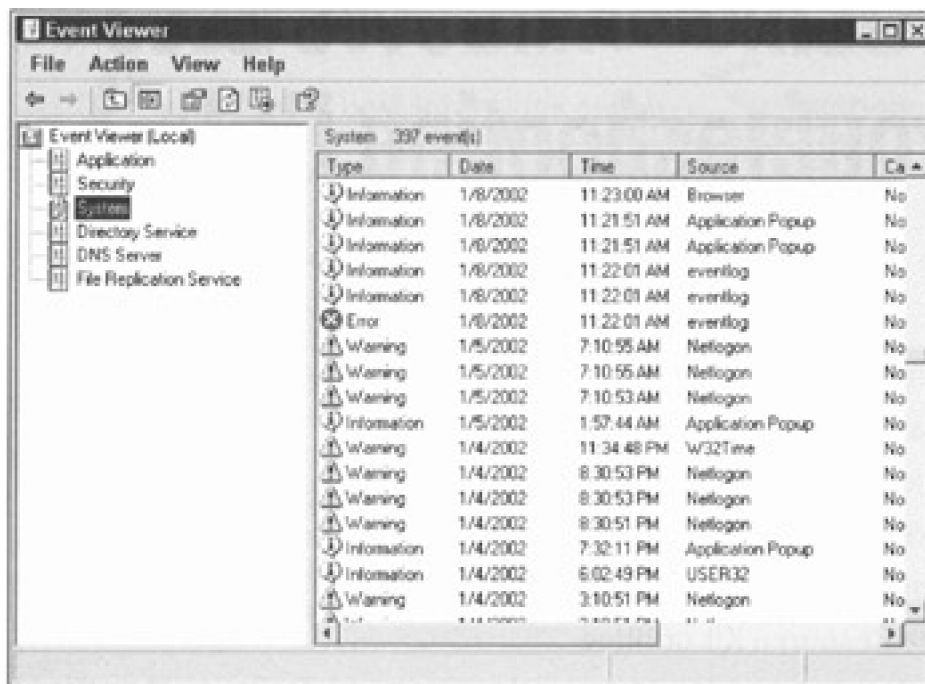 Event Viewer
File Action View Help
Event Viewer (Local)
Application
Security
System
Directory Service
DNS Server
File Replication Service
System 397 event(s)
Type Date Time Source Ca
Information 1/8/2002 11:23:00 AM Browser No
Information 1/8/2002 11:21:51 AM Application Popup No
Information 1/8/2002 11:21:51 AM Application Popup No
Information 1/8/2002 11:22:01 AM eventlog No
Information 1/8/2002 11:22:01 AM eventlog No
Error 1/8/2002 11:22:01 AM eventlog No
Warning 1/5/2002 7:10:55 AM Netlogon No
Warning 1/5/2002 7:10:55 AM Netlogon No
Warning 1/5/2002 7:10:53 AM Netlogon No
Information 1/5/2002 1:57:44 AM Application Popup No
Warning 1/4/2002 11:34:48 PM W32Time No
Warning 1/4/2002 8:30:53 PM Netlogon No
Warning 1/4/2002 8:30:53 PM Netlogon No
Warning 1/4/2002 8:30:51 PM Netlogon No
Information 1/4/2002 7:32:11 PM Application Popup No
Information 1/4/2002 6:02:49 PM USER32 No
Warning 1/4/2002 3:10:51 PM Netlogon No